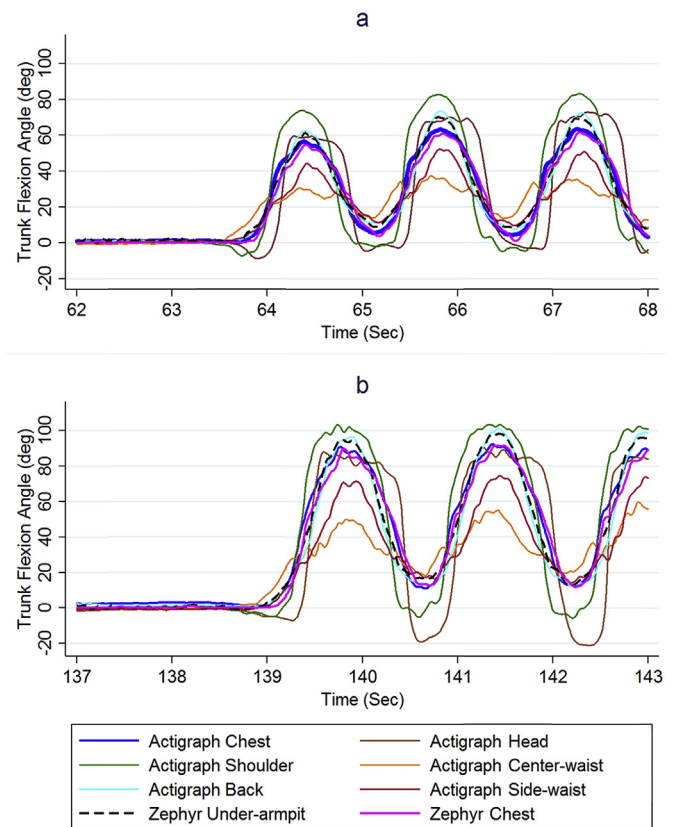 a
Trunk Flexion Angle (deg)
100
80
60
40
20
0
-20
62 63 64 65 66 67 68
Time (Sec)
b
Trunk Flexion Angle (deg)
100
80
60
40
20
0
-20
137 138 139 140 141 142 143
Time (Sec)
Actigraph Chest
Actigraph Head
Actigraph Shoulder
Actigraph Center-waist
Actigraph Back
Actigraph Side-waist
Zephyr Under-armpit
Zephyr Chest